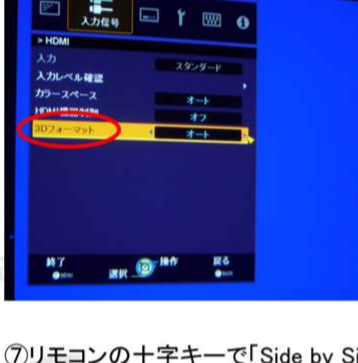 入力信号
> HDMI
入力
スタンダード
入力レベル確認
カラースペース
オート
オフ
3Dフォーマット
オート
終了
操作
戻る
MENU
選択
BACK
⑦リモコンの十字キーで「Side by Si